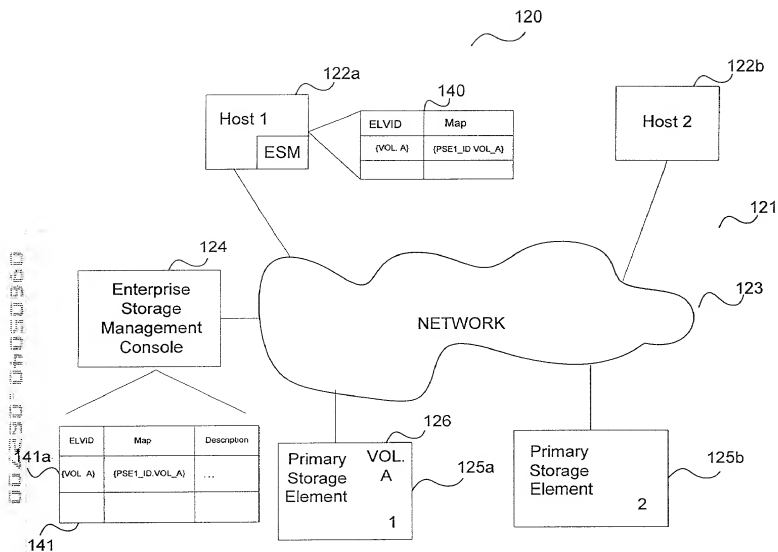 120
122a
122b
140
Host 1
ESM
ELVID Map
{VOL. A} {PSE1_ID VOL_A}
Host 2
121
124
Enterprise
Storage
Management
Console
123
NETWORK
ELVID Map Description
141a {VOL A} {PSE1_ID.VOL_A} ...
141
126
Primary
Storage
Element
VOL.
A
1
125a
Primary
Storage
Element
2
125b